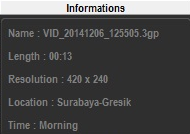 Informations
Name : VID_20141206_125505.3gp
Length : 00:13
Resolution : 420 x 240
Location : Surabaya-Gresik
Time : Morning